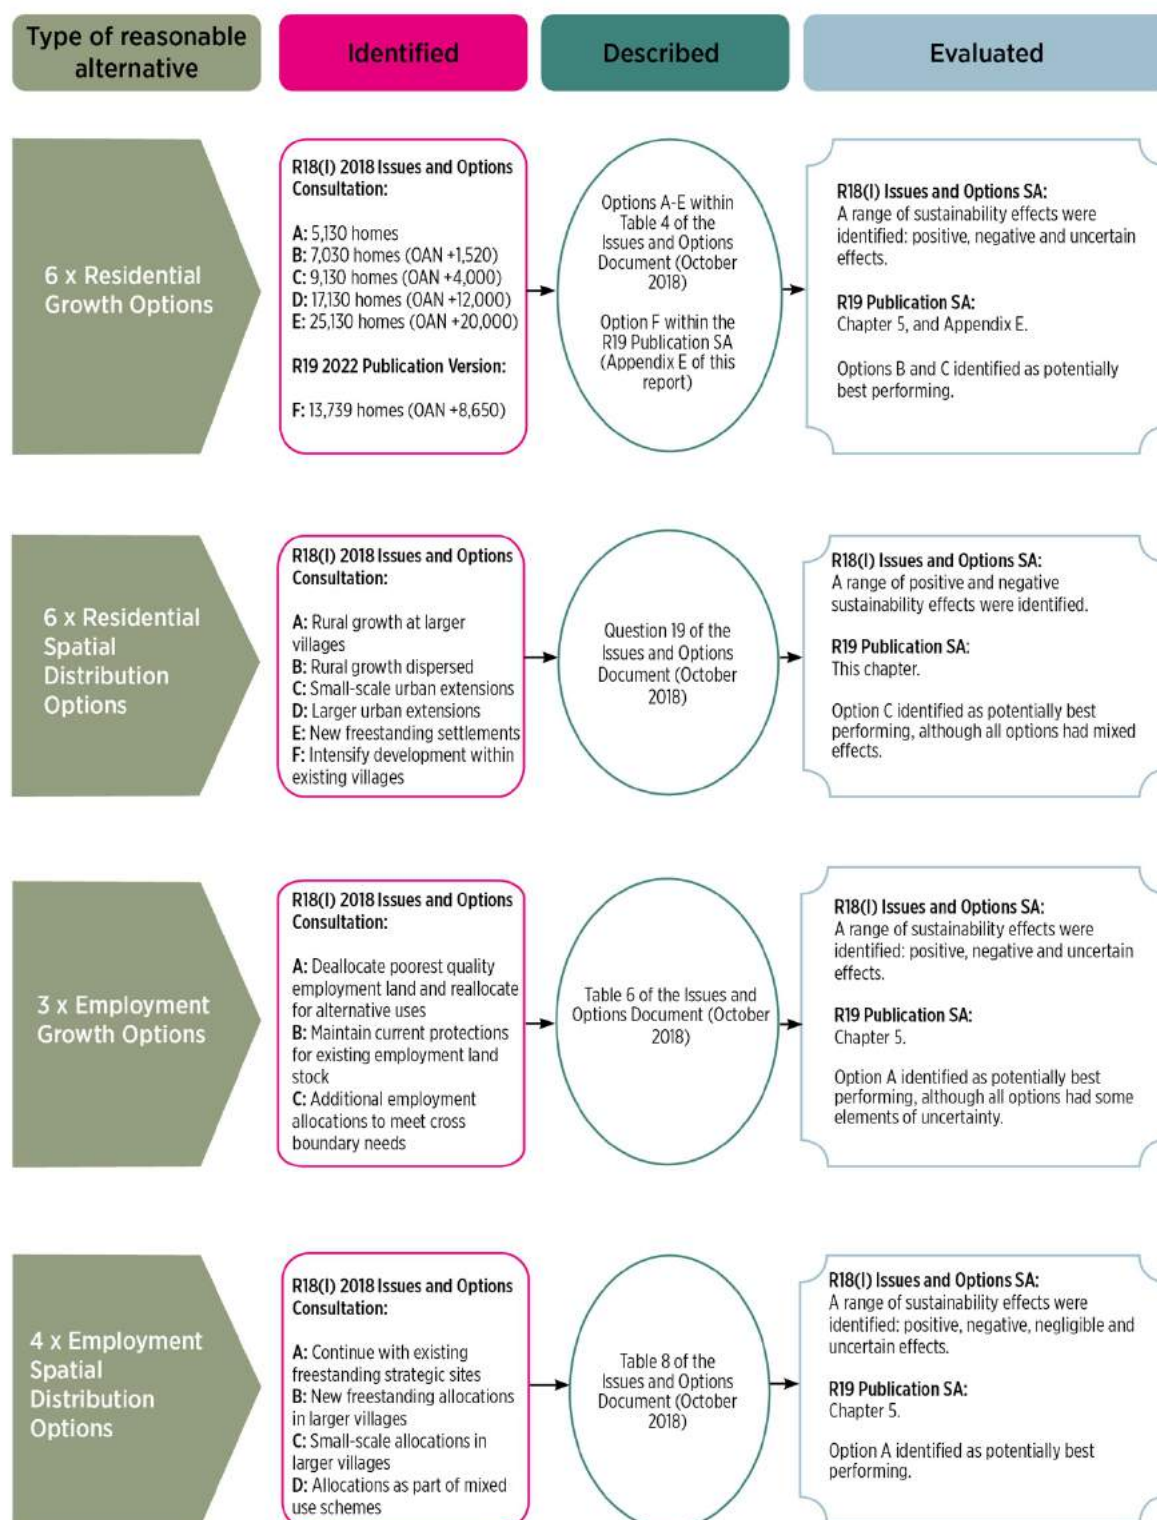 Type of reasonable
alternative
Identified
Described
Evaluated
6 x Residential
Growth Options
R18(I) 2018 Issues and Options
Consultation:
A: 5,130 homes
B: 7,030 homes (OAN +1,520)
C: 9,130 homes (OAN +4,000)
D: 17,130 homes (OAN +12,000)
E: 25,130 homes (OAN +20,000)
R19 2022 Publication Version:
F: 13,739 homes (OAN +8,650)
Options A-E within
Table 4 of the
Issues and Options
Document (October
2018)
Option F within the
R19 Publication SA
(Appendix E of this
report)
R18(I) Issues and Options SA:
A range of sustainability effects were
identified: positive, negative and uncertain
effects.
R19 Publication SA:
Chapter 5, and Appendix E.
Options B and C identified as potentially
best performing.
6 x Residential
Spatial
Distribution
Options
R18(I) 2018 Issues and Options
Consultation:
A: Rural growth at larger
villages
B: Rural growth dispersed
C: Small-scale urban extensions
D: Larger urban extensions
E: New freestanding settlements
F: Intensify development within
existing villages
Question 19 of the
Issues and Options
Document (October
2018)
R18(I) Issues and Options SA:
A range of positive and negative
sustainability effects were identified.
R19 Publication SA:
This chapter.
Option C identified as potentially best
performing, although all options had mixed
effects.
3 x Employment
Growth Options
R18(I) 2018 Issues and Options
Consultation:
A: Deallocate poorest quality
employment land and reallocate
for alternative uses
B: Maintain current protections
for existing employment land
stock
C: Additional employment
allocations to meet cross
boundary needs
Table 6 of the Issues and
Options Document (October
2018)
R18(I) Issues and Options SA:
A range of sustainability effects were
identified: positive, negative and uncertain
effects.
R19 Publication SA:
Chapter 5.
Option A identified as potentially best
performing, although all options had some
elements of uncertainty.
4 x Employment
Spatial
Distribution
Options
R18(I) 2018 Issues and Options
Consultation:
A: Continue with existing
freestanding strategic sites
B: New freestanding allocations
in larger villages
C: Small-scale allocations in
larger villages
D: Allocations as part of mixed
use schemes
Table 8 of the
Issues and Options
Document (October
2018)
R18(I) Issues and Options SA:
A range of sustainability effects were
identified: positive, negative, negligible and
uncertain effects.
R19 Publication SA:
Chapter 5.
Option A identified as potentially best
performing.